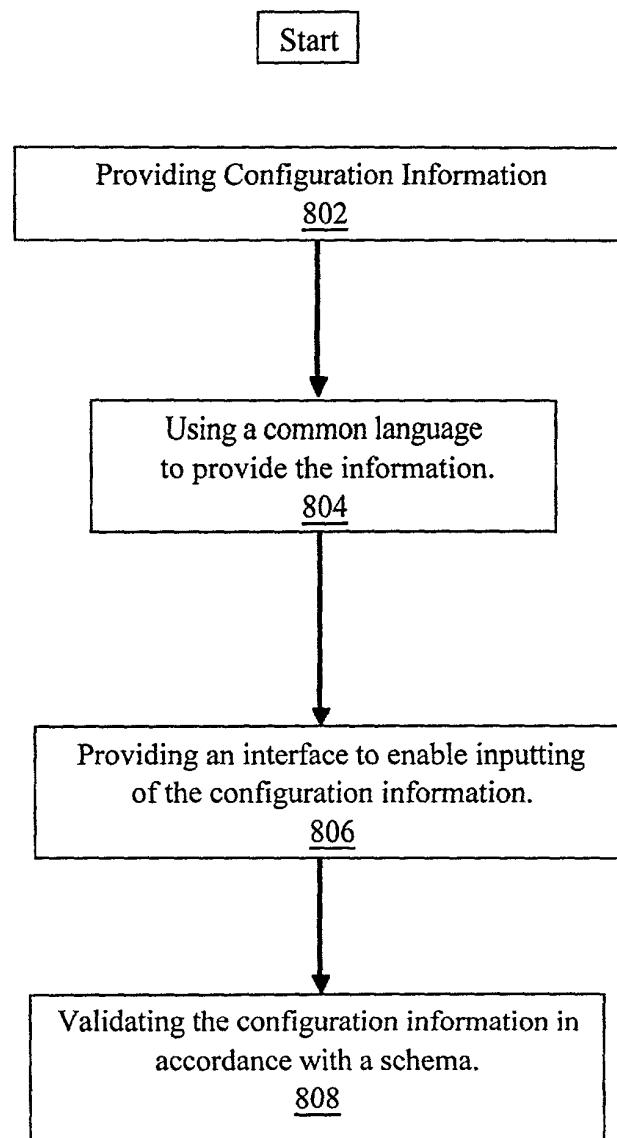 Start
Providing Configuration Information
802
Using a common language
to provide the information.
804
Providing an interface to enable inputting
of the configuration information.
806
Validating the configuration information in
accordance with a schema.
808